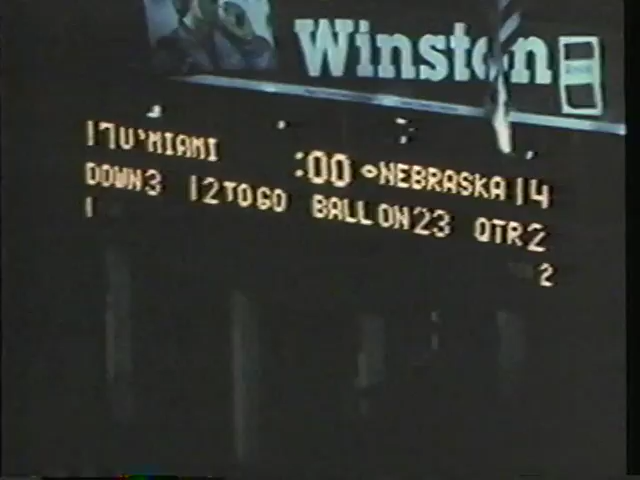 Winston
17 U'MIAMI :00 NEBRASKA 14
DOWN 3 12 TO GO BALL ON 23 QTR 2
1 2